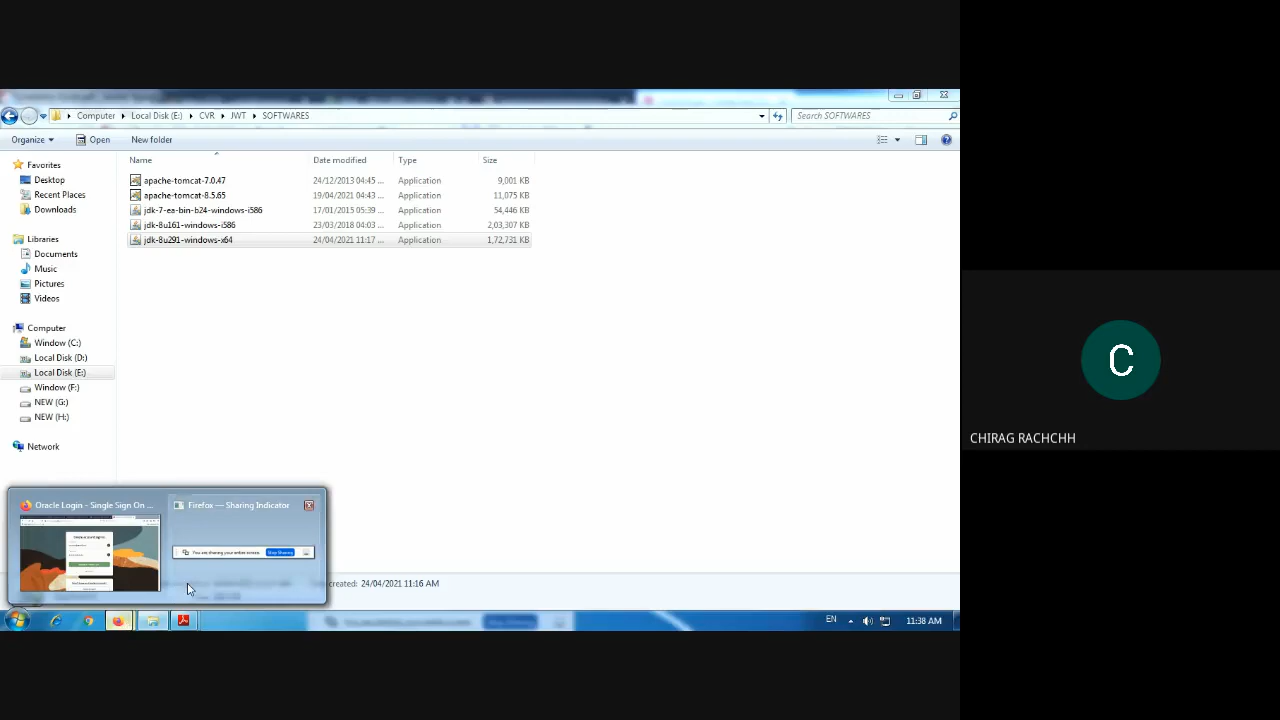 Computer Local Disk (E:) CVR JWT SOFTWARES Search SOFTWARES
Organize Open New folder
Favorites
Desktop
Recent Places
Downloads
Libraries
Documents
Music
Pictures
Videos
Computer
Window (C:)
Local Disk (D:)
Local Disk (E:)
Window (F:)
NEW (G:)
NEW (H:)
Network
Name Date modified Type Size
apache-tomcat-7.0.47 24/12/2013 04:45 ... Application 9,001 KB
apache-tomcat-8.5.65 19/04/2021 04:43 ... Application 11,075 KB
jdk-7-ea-bin-b24-windows-i586 17/01/2015 05:39 ... Application 54,446 KB
jdk-8u161-windows-i586 23/03/2018 04:03 ... Application 2,03,307 KB
jdk-8u291-windows-x64 24/04/2021 11:17 ... Application 1,72,731 KB
Oracle Login - Single Sign On ... Firefox — Sharing Indicator
You are sharing your entire screen. Stop Sharing
created: 24/04/2021 11:16 AM
EN 11:38 AM
C
CHIRAG RACHCHH